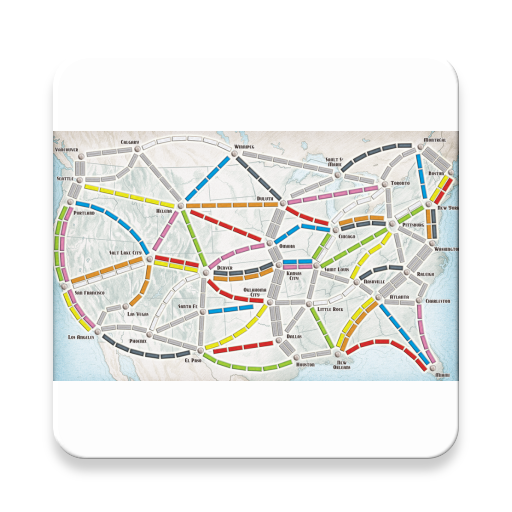 Montreal
Calgary
Winnipeg
Vancouver
Sault St
Marie
Boston
Seattle
Toronto
Duluth
New York
Portland
Helena
Pittsburg
Chicago
Omaha
Washington
Salt Lake City
Denver
Saint Louis
Kansas
City
Raleigh
Nashville
San Francisco
Oklahoma
City
Atlanta
Charleston
Santa Fe
Little Rock
Las Vegas
Los Angeles
Phoenix
Dallas
El Paso
Houston
New
Orleans
Miami